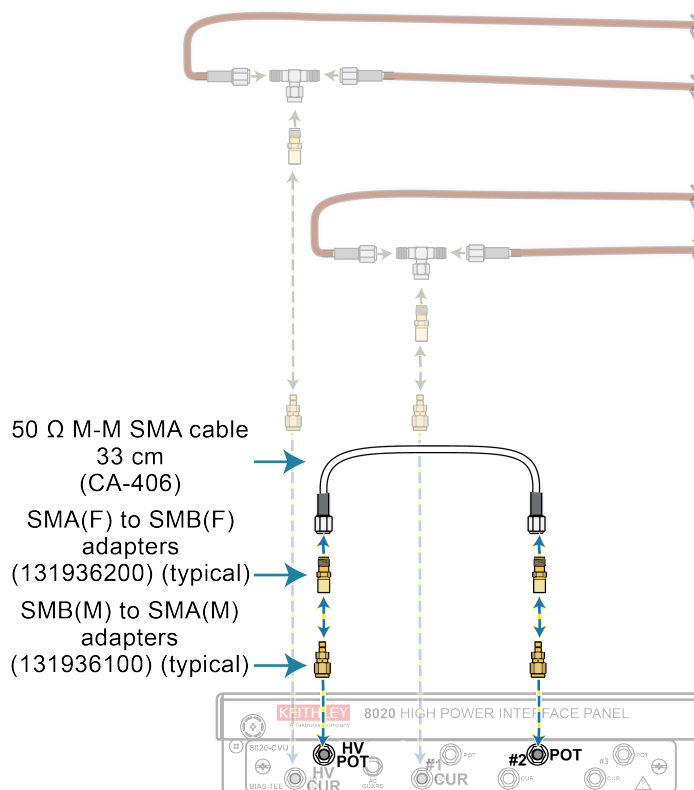 50 Ω M-M SMA cable
33 cm
(CA-406)
SMA(F) to SMB(F)
adapters
(131936200) (typical)
SMB(M) to SMA(M)
adapters
(131936100) (typical)
KEITHLEY
A Tektronix Company
8020 HIGH POWER INTERFACE PANEL
8020-CVU
HV
POT
POT
#2
POT
#3
POT
BIAS-TEE
HV
CUR
AC
GUARD
#1
CUR
CUR
CUR